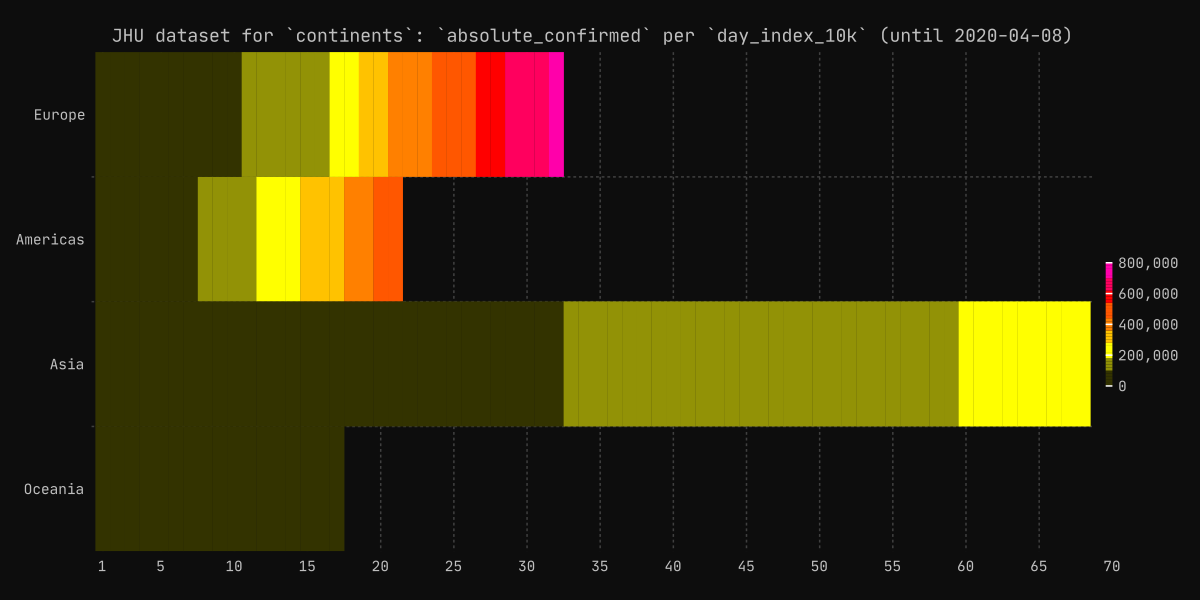 JHU dataset for `continents`: `absolute_confirmed` per `day_index_10k` (until 2020-04-08)
Europe
Americas
Asia
Oceania
800,000
600,000
400,000
200,000
0
1 5 10 15 20 25 30 35 40 45 50 55 60 65 70